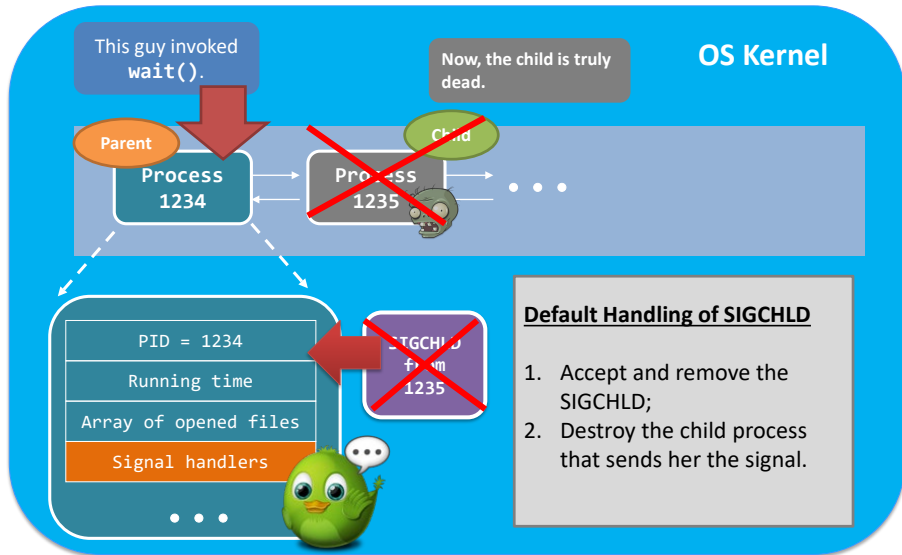 This guy invoked
wait().
Now, the child is truly
dead.
OS Kernel
Parent
Child
Process
1234
Process
1235
• • •
PID = 1234
Running time
Array of opened files
Signal handlers
• • •
SIGCHLD
from
1235
Default Handling of SIGCHLD
1. Accept and remove the
SIGCHLD;
2. Destroy the child process
that sends her the signal.